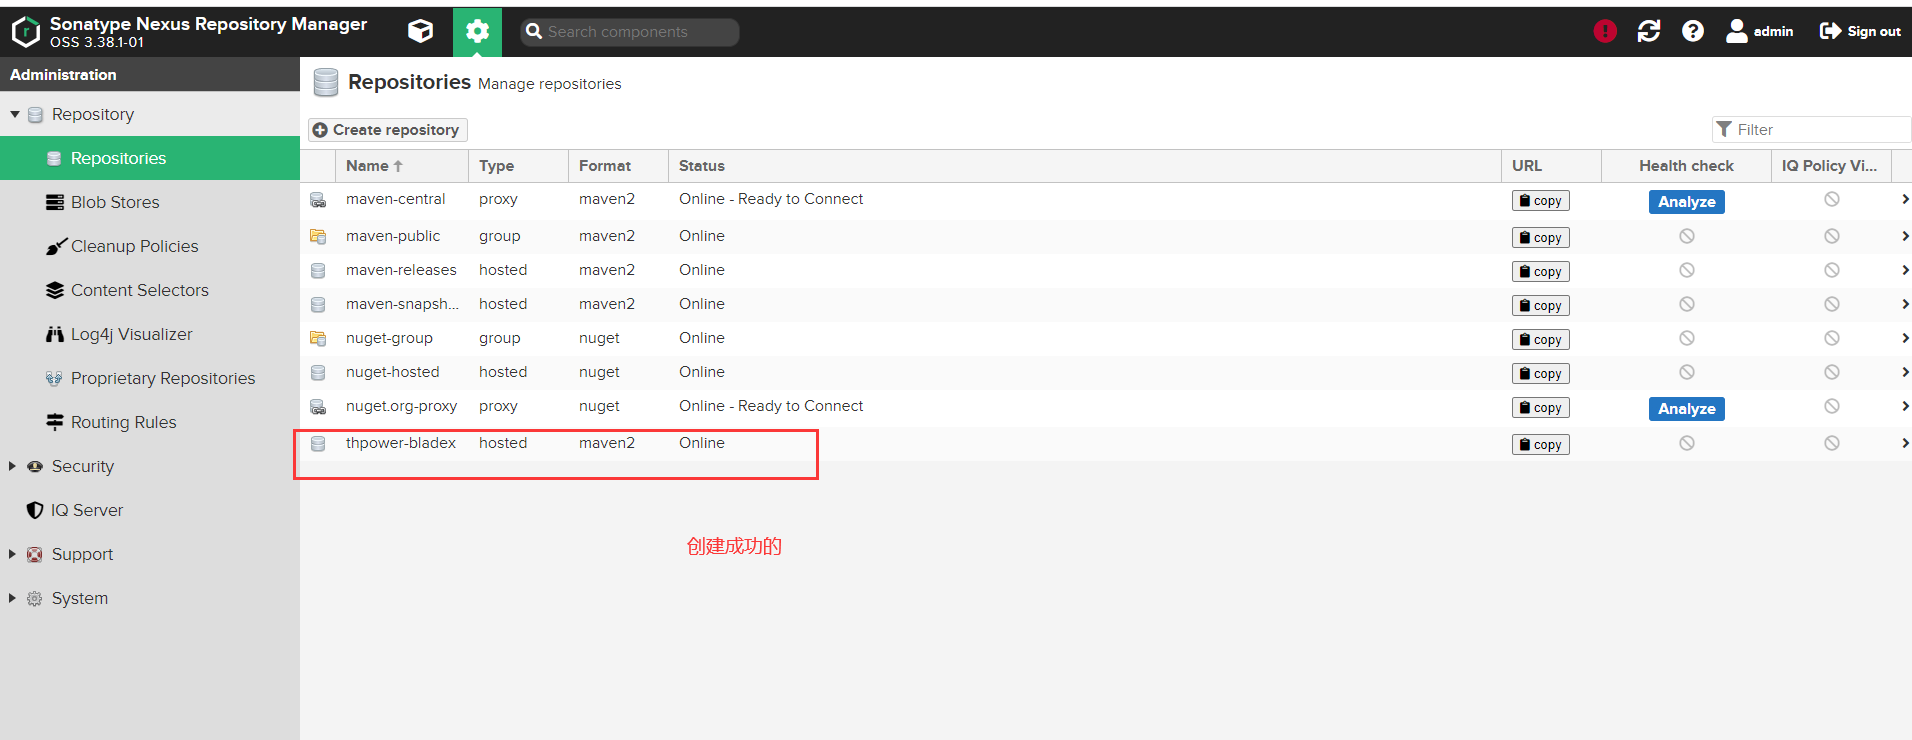 Sonatype Nexus Repository Manager
OSS 3.38.1-01
Search components
admin
Sign out
Administration
Repository
Repositories
Blob Stores
Cleanup Policies
Content Selectors
Log4j Visualizer
Proprietary Repositories
Routing Rules
Security
IQ Server
Support
System
Repositories Manage repositories
Create repository
Filter
Name Type Format Status URL Health check IQ Policy Vi...
maven-central proxy maven2 Online - Ready to Connect copy Analyze
maven-public group maven2 Online copy
maven-releases hosted maven2 Online copy
maven-snapsh... hosted maven2 Online copy
nuget-group group nuget Online copy
nuget-hosted hosted nuget Online copy
nuget.org-proxy proxy nuget Online - Ready to Connect copy Analyze
thpower-bladex hosted maven2 Online copy
创建成功的